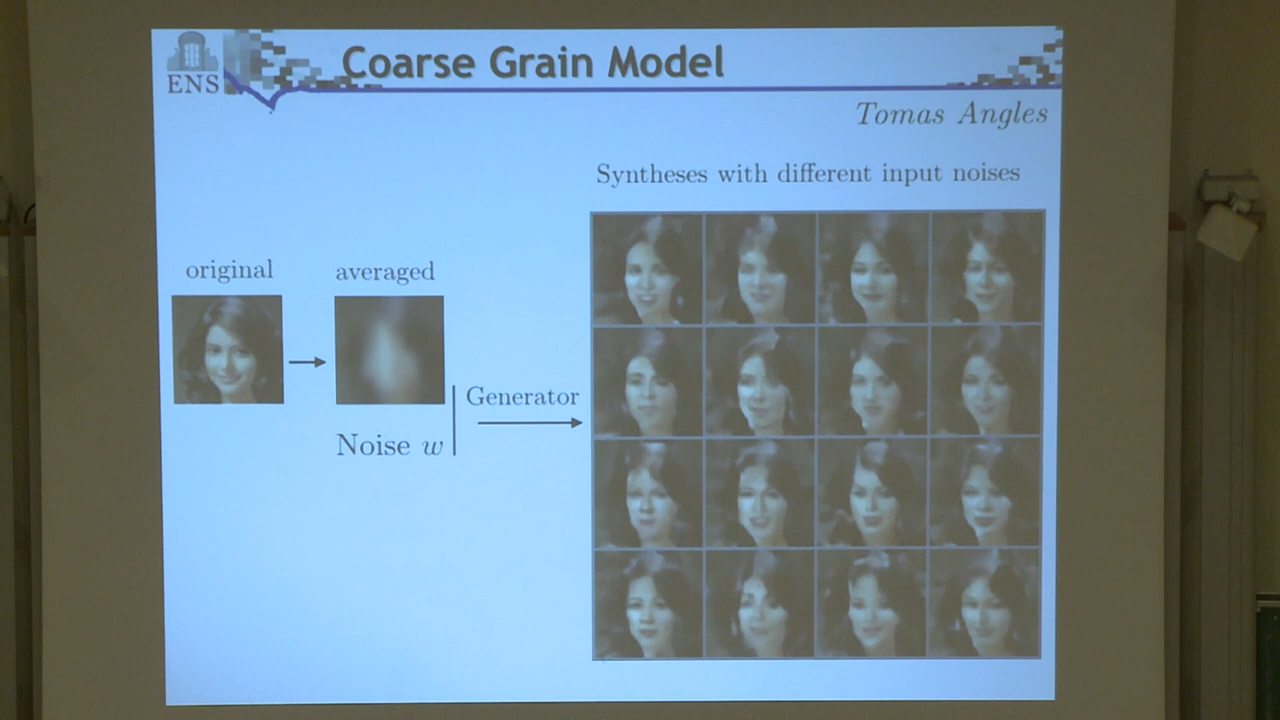 ENS
Coarse Grain Model
Tomas Angles
Syntheses with different input noises
original
averaged
Generator
Noise w